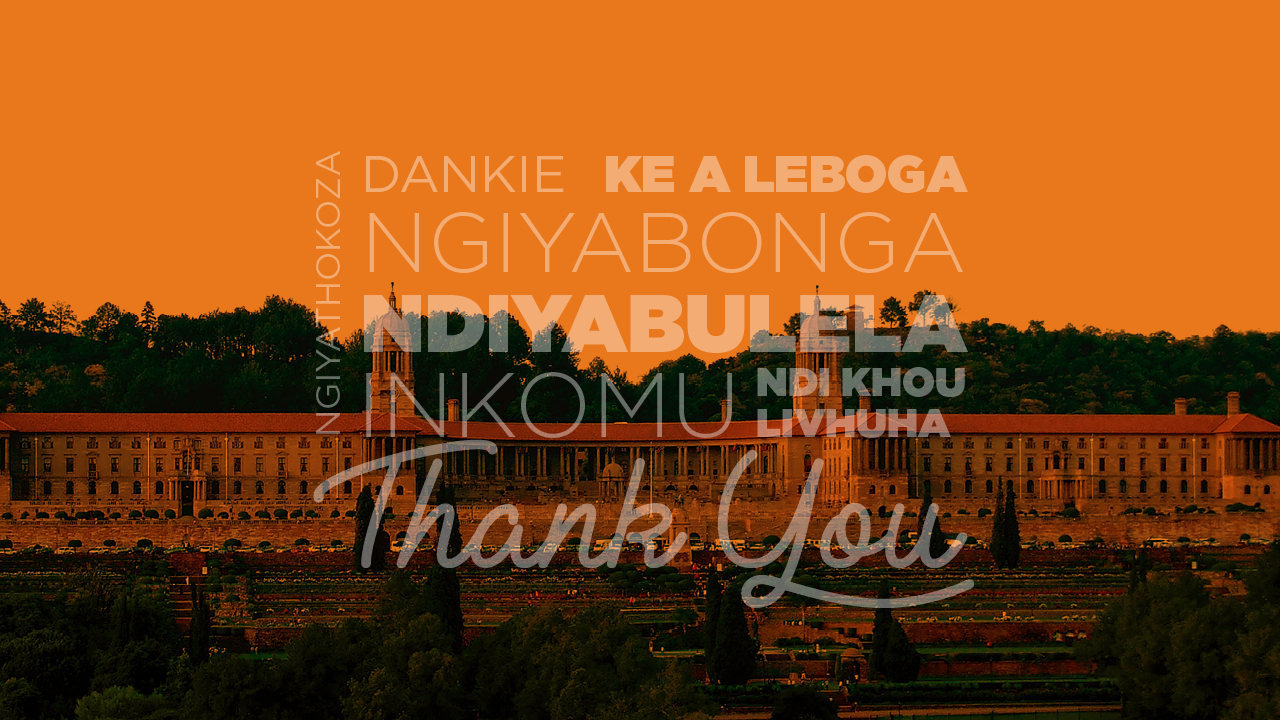 NGIYATHOKOZA
DANKIE KE A LEBOGA
NGIYABONGA
NDIYABULELA
INKOMU NDI KHOU
LIVHUHA
Thank You